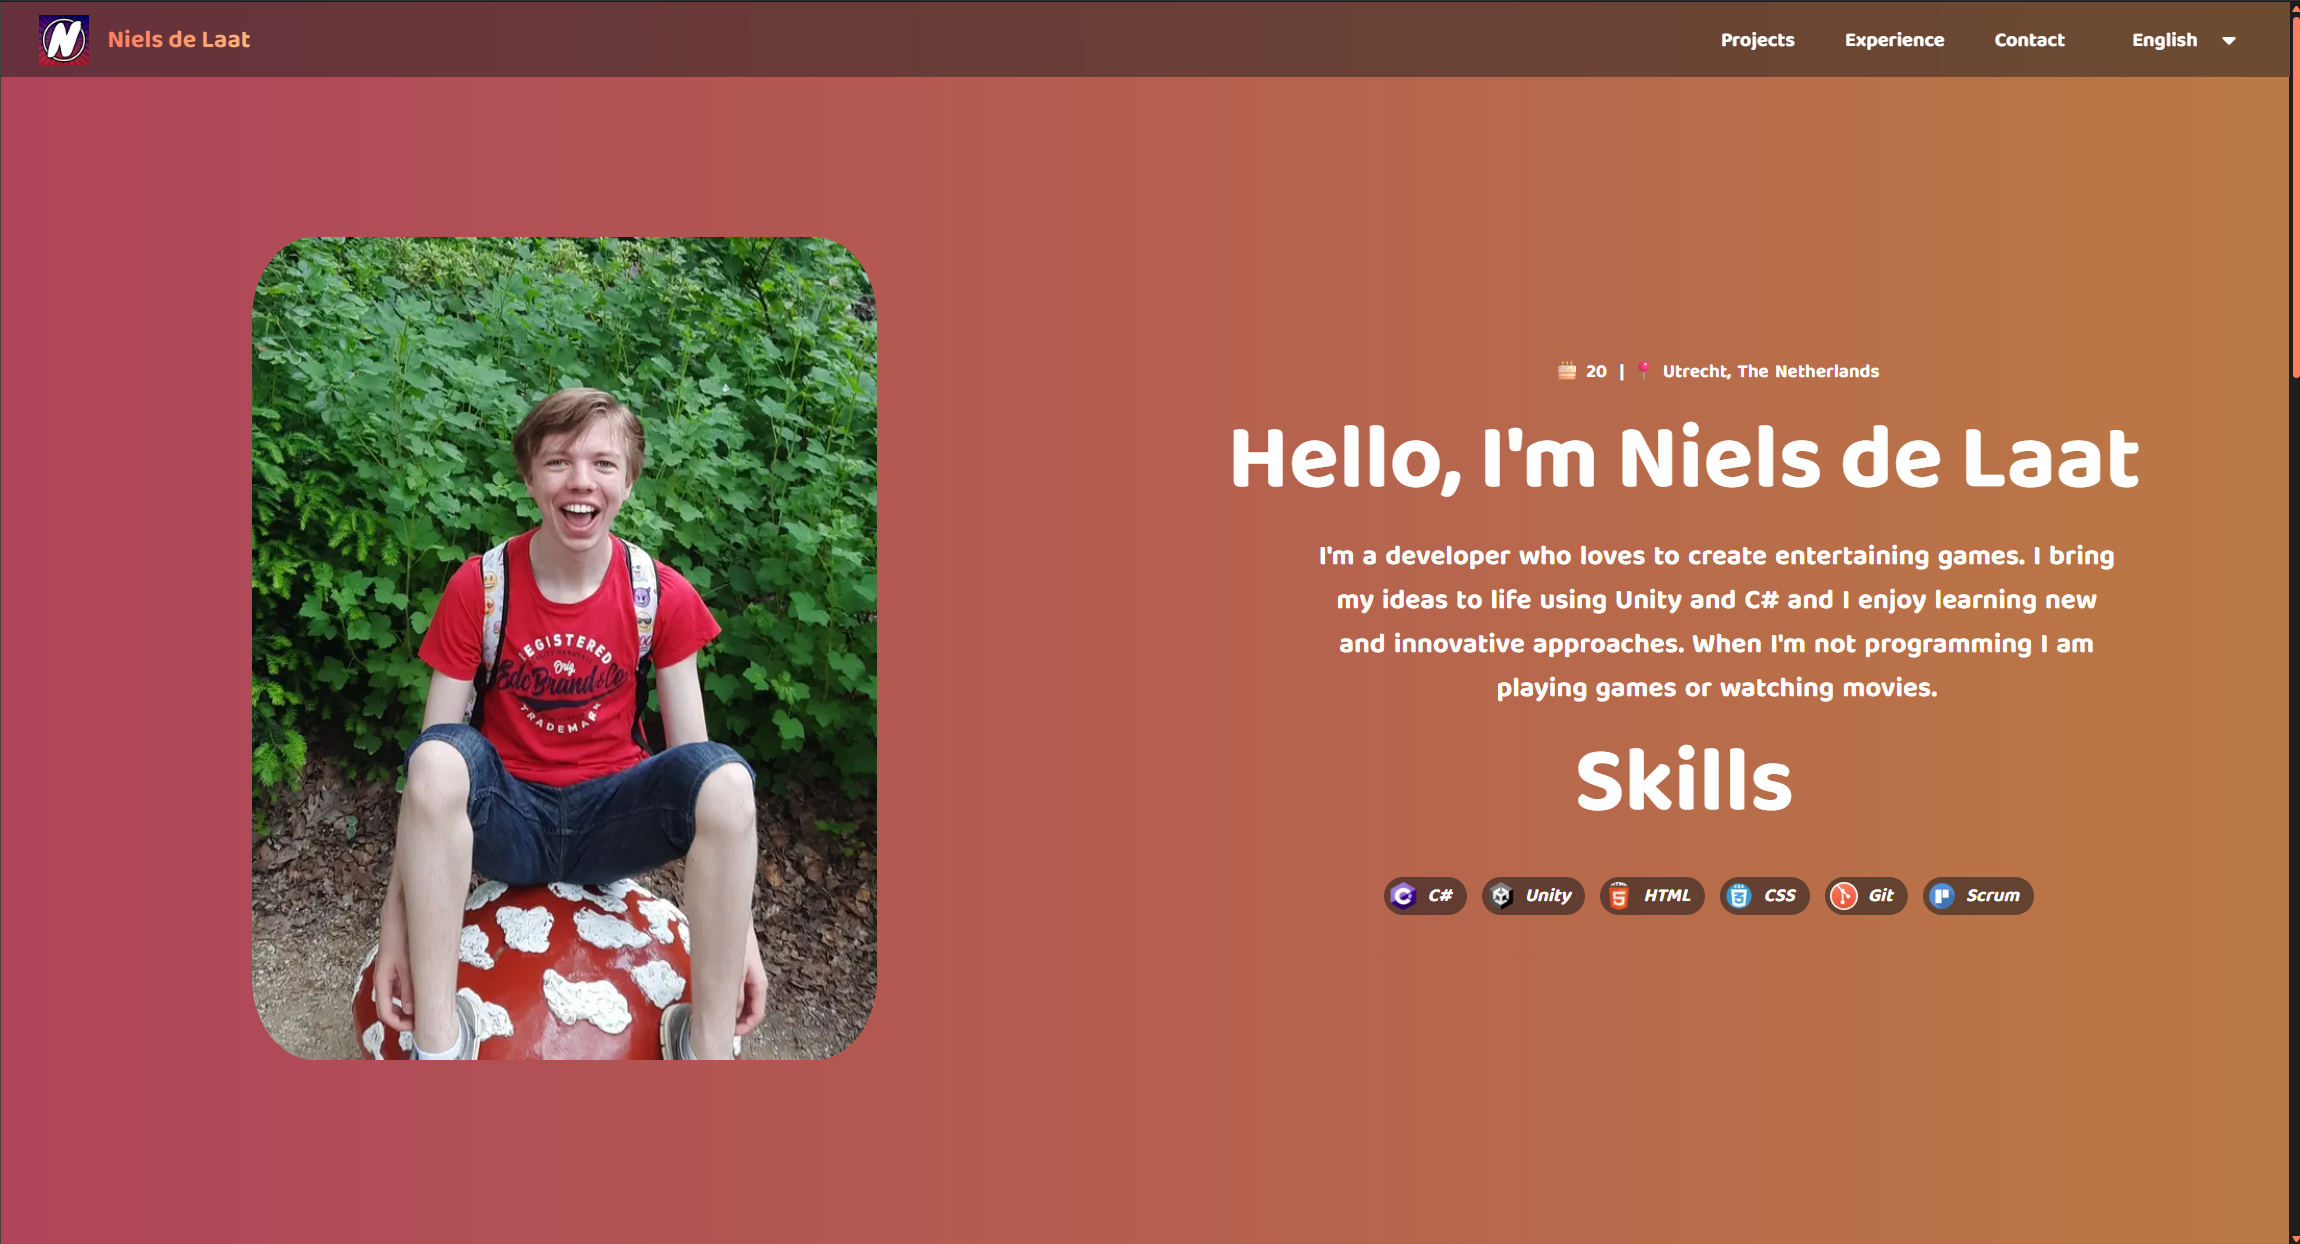 N Niels de Laat
Projects Experience Contact English
20 | Utrecht, The Netherlands
Hello, I'm Niels de Laat
I'm a developer who loves to create entertaining games. I bring
my ideas to life using Unity and C# and I enjoy learning new
and innovative approaches. When I'm not programming I am
playing games or watching movies.
Skills
C# Unity HTML CSS Git Scrum
REGISTERED
Orig.
Edc Brand & Co
TRADEMARK